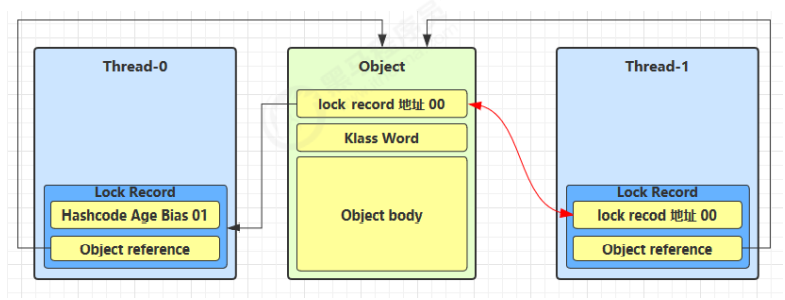 Thread-0
Lock Record
Hashcode Age Bias 01
Object reference
Object
lock record 地址 00
Klass Word
Object body
Thread-1
Lock Record
lock recod 地址 00
Object reference